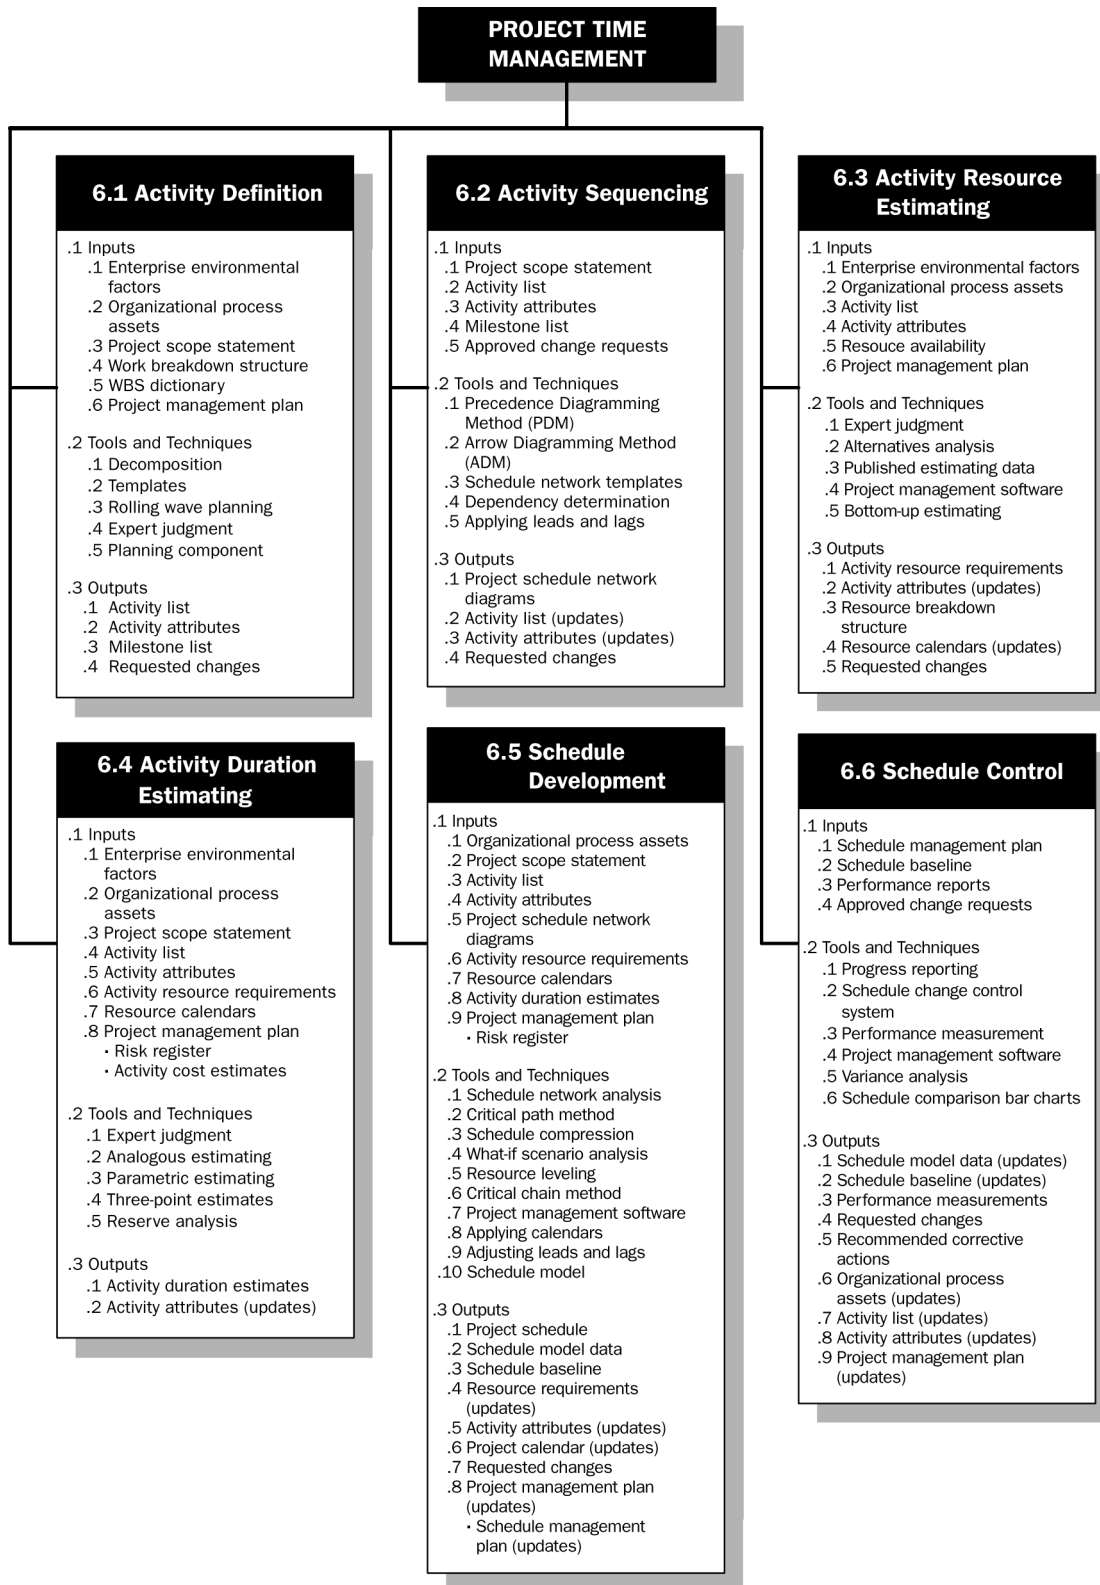 PROJECT TIME
MANAGEMENT
6.1 Activity Definition
.1 Inputs
.1 Enterprise environmental
factors
.2 Organizational process
assets
.3 Project scope statement
.4 Work breakdown structure
.5 WBS dictionary
.6 Project management plan
.2 Tools and Techniques
.1 Decomposition
.2 Templates
.3 Rolling wave planning
.4 Expert judgment
.5 Planning component
.3 Outputs
.1 Activity list
.2 Activity attributes
.3 Milestone list
.4 Requested changes
6.2 Activity Sequencing
.1 Inputs
.1 Project scope statement
.2 Activity list
.3 Activity attributes
.4 Milestone list
.5 Approved change requests
.2 Tools and Techniques
.1 Precedence Diagramming
Method (PDM)
.2 Arrow Diagramming Method
(ADM)
.3 Schedule network templates
.4 Dependency determination
.5 Applying leads and lags
.3 Outputs
.1 Project schedule network
diagrams
.2 Activity list (updates)
.3 Activity attributes (updates)
.4 Requested changes
6.3 Activity Resource
Estimating
.1 Inputs
.1 Enterprise environmental factors
.2 Organizational process assets
.3 Activity list
.4 Activity attributes
.5 Resouce availability
.6 Project management plan
.2 Tools and Techniques
.1 Expert judgment
.2 Alternatives analysis
.3 Published estimating data
.4 Project management software
.5 Bottom-up estimating
.3 Outputs
.1 Activity resource requirements
.2 Activity attributes (updates)
.3 Resource breakdown
structure
.4 Resource calendars (updates)
.5 Requested changes
6.4 Activity Duration
Estimating
.1 Inputs
.1 Enterprise environmental
factors
.2 Organizational process
assets
.3 Project scope statement
.4 Activity list
.5 Activity attributes
.6 Activity resource requirements
.7 Resource calendars
.8 Project management plan
· Risk register
· Activity cost estimates
.2 Tools and Techniques
.1 Expert judgment
.2 Analogous estimating
.3 Parametric estimating
.4 Three-point estimates
.5 Reserve analysis
.3 Outputs
.1 Activity duration estimates
.2 Activity attributes (updates)
6.5 Schedule
Development
.1 Inputs
.1 Organizational process assets
.2 Project scope statement
.3 Activity list
.4 Activity attributes
.5 Project schedule network
diagrams
.6 Activity resource requirements
.7 Resource calendars
.8 Activity duration estimates
.9 Project management plan
· Risk register
.2 Tools and Techniques
.1 Schedule network analysis
.2 Critical path method
.3 Schedule compression
.4 What-if scenario analysis
.5 Resource leveling
.6 Critical chain method
.7 Project management software
.8 Applying calendars
.9 Adjusting leads and lags
.10 Schedule model
.3 Outputs
.1 Project schedule
.2 Schedule model data
.3 Schedule baseline
.4 Resource requirements
(updates)
.5 Activity attributes (updates)
.6 Project calendar (updates)
.7 Requested changes
.8 Project management plan
(updates)
· Schedule management
plan (updates)
6.6 Schedule Control
.1 Inputs
.1 Schedule management plan
.2 Schedule baseline
.3 Performance reports
.4 Approved change requests
.2 Tools and Techniques
.1 Progress reporting
.2 Schedule change control
system
.3 Performance measurement
.4 Project management software
.5 Variance analysis
.6 Schedule comparison bar charts
.3 Outputs
.1 Schedule model data (updates)
.2 Schedule baseline (updates)
.3 Performance measurements
.4 Requested changes
.5 Recommended corrective
actions
.6 Organizational process
assets (updates)
.7 Activity list (updates)
.8 Activity attributes (updates)
.9 Project management plan
(updates)